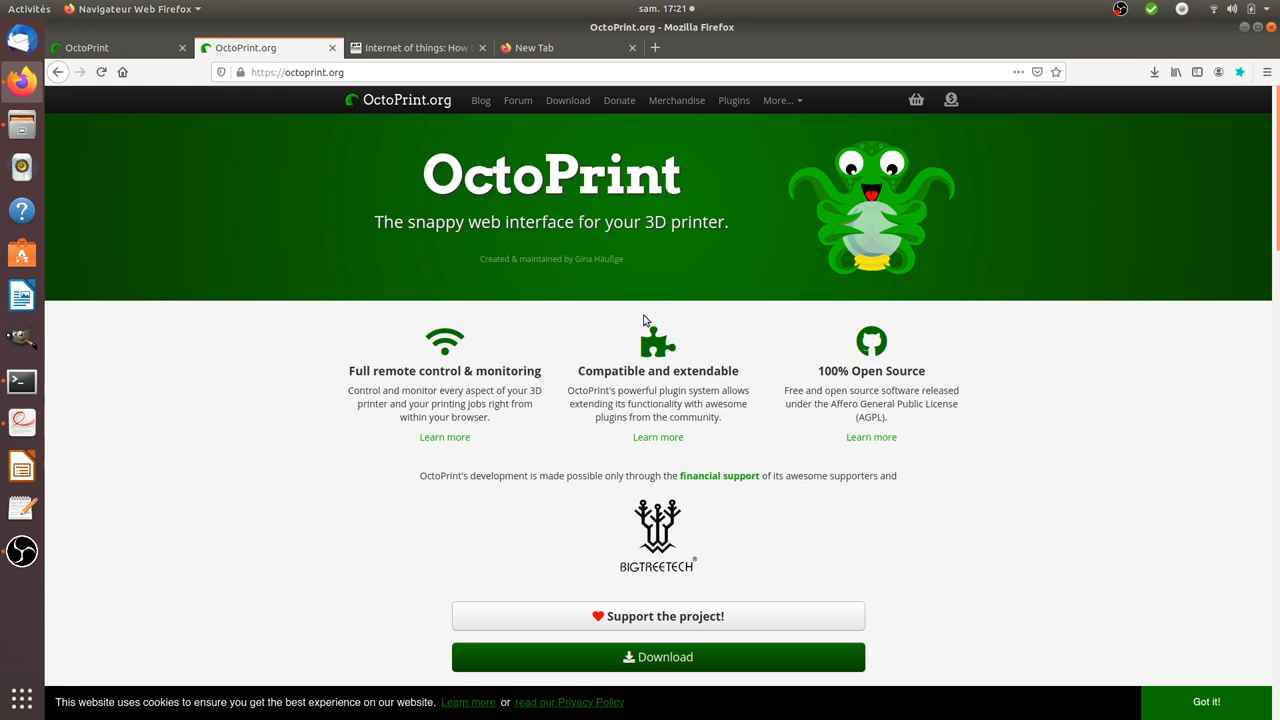 Activités
Navigateur Web Firefox
sam. 17:21
OctoPrint.org - Mozilla Firefox
OctoPrint
OctoPrint.org
Internet of things: How t
New Tab
https://octoprint.org
OctoPrint.org
Blog
Forum
Download
Donate
Merchandise
Plugins
More...
OctoPrint
The snappy web interface for your 3D printer.
Created & maintained by Gina Häußge
Full remote control & monitoring
Control and monitor every aspect of your 3D
printer and your printing jobs right from
within your browser.
Learn more
Compatible and extendable
OctoPrint's powerful plugin system allows
extending its functionality with awesome
plugins from the community.
Learn more
100% Open Source
Free and open source software released
under the Affero General Public License
(AGPL).
Learn more
OctoPrint's development is made possible only through the financial support of its awesome supporters and
BIGTREETECH®
Support the project!
Download
This website uses cookies to ensure you get the best experience on our website. Learn more or read our Privacy Policy
Got it!